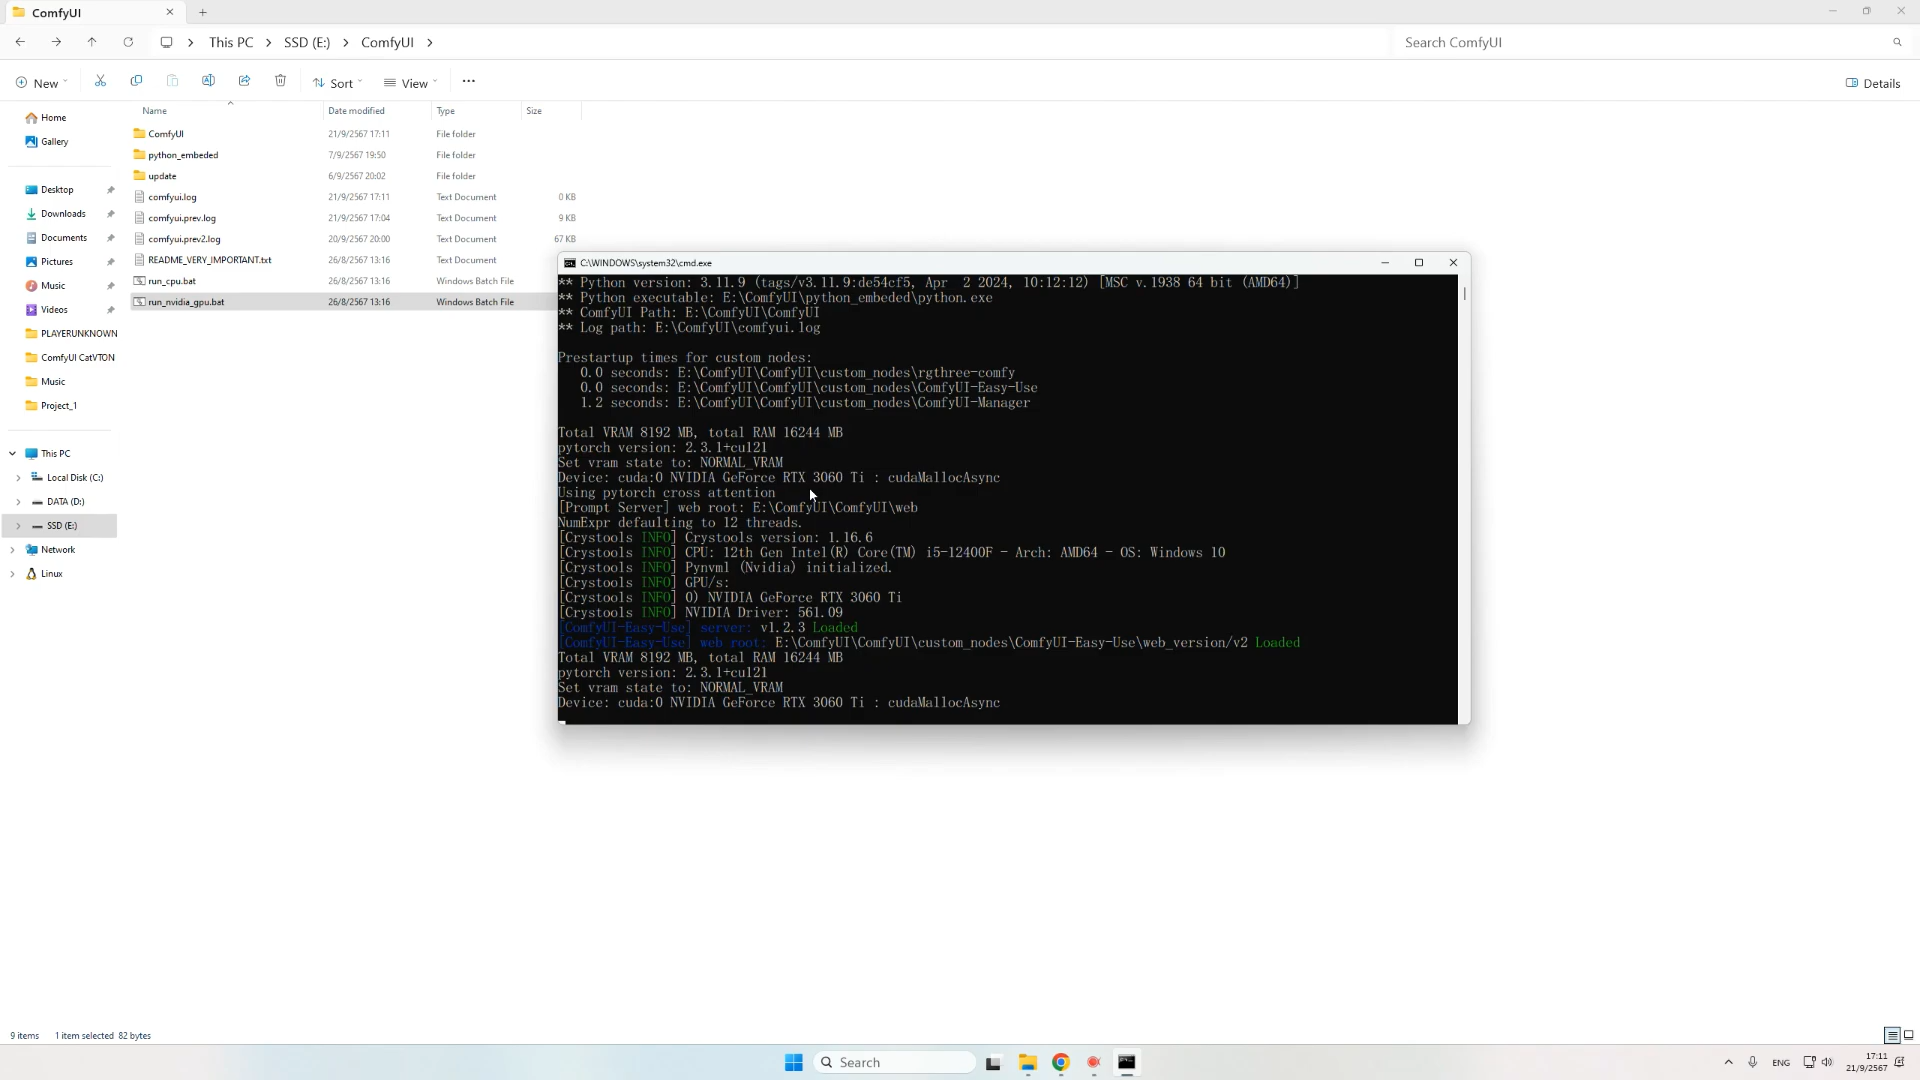 ComfyUI
This PC > SSD (E:) > ComfyUI >
Search ComfyUI
New
Sort
View
Details
Name Date modified Type Size
Home
Gallery
Desktop
Downloads
Documents
Pictures
Music
Videos
PLAYERUNKNOWN
ComfyUI CatVTON
Music
Project_1
This PC
Local Disk (C:)
DATA (D:)
SSD (E:)
Network
Linux
ComfyUI 21/9/2567 17:11 File folder
python_embeded 7/9/2567 19:50 File folder
update 6/9/2567 20:02 File folder
comfyui.log 21/9/2567 17:11 Text Document 0 KB
comfyui.prev.log 21/9/2567 17:04 Text Document 9 KB
comfyui.prev2.log 20/9/2567 20:00 Text Document 67 KB
README_VERY_IMPORTANT.txt 26/8/2567 13:16 Text Document
run_cpu.bat 26/8/2567 13:16 Windows Batch File
run_nvidia_gpu.bat 26/8/2567 13:16 Windows Batch File
C:\WINDOWS\system32\cmd.exe
** Python version: 3.11.9 (tags/v3.11.9:de54cf5, Apr  2 2024, 10:12:12) [MSC v.1938 64 bit (AMD64)]
** Python executable: E:\ComfyUI\python_embeded\python.exe
** ComfyUI Path: E:\ComfyUI\ComfyUI
** Log path: E:\ComfyUI\comfyui.log
Prestartup times for custom nodes:
0.0 seconds: E:\ComfyUI\ComfyUI\custom_nodes\rgthree-comfy
0.0 seconds: E:\ComfyUI\ComfyUI\custom_nodes\ComfyUI-Easy-Use
1.2 seconds: E:\ComfyUI\ComfyUI\custom_nodes\ComfyUI-Manager
Total VRAM 8192 MB, total RAM 16244 MB
pytorch version: 2.3.1+cu121
Set vram state to: NORMAL_VRAM
Device: cuda:0 NVIDIA GeForce RTX 3060 Ti : cudaMallocAsync
Using pytorch cross attention
[Prompt Server] web root: E:\ComfyUI\ComfyUI\web
NumExpr defaulting to 12 threads.
[Crystools INFO] Crystools version: 1.16.6
[Crystools INFO] CPU: 12th Gen Intel(R) Core(TM) i5-12400F - Arch: AMD64 - OS: Windows 10
[Crystools INFO] Pynvml (Nvidia) initialized.
[Crystools INFO] GPU/s:
[Crystools INFO] 0) NVIDIA GeForce RTX 3060 Ti
[Crystools INFO] NVIDIA Driver: 561.09
[ComfyUI-Easy-Use] server: v1.2.3 Loaded
[ComfyUI-Easy-Use] web root: E:\ComfyUI\ComfyUI\custom_nodes\ComfyUI-Easy-Use\web_version/v2 Loaded
Total VRAM 8192 MB, total RAM 16244 MB
pytorch version: 2.3.1+cu121
Set vram state to: NORMAL_VRAM
Device: cuda:0 NVIDIA GeForce RTX 3060 Ti : cudaMallocAsync
9 items 1 item selected 82 bytes
Search
ENG
17:11
21/9/2567